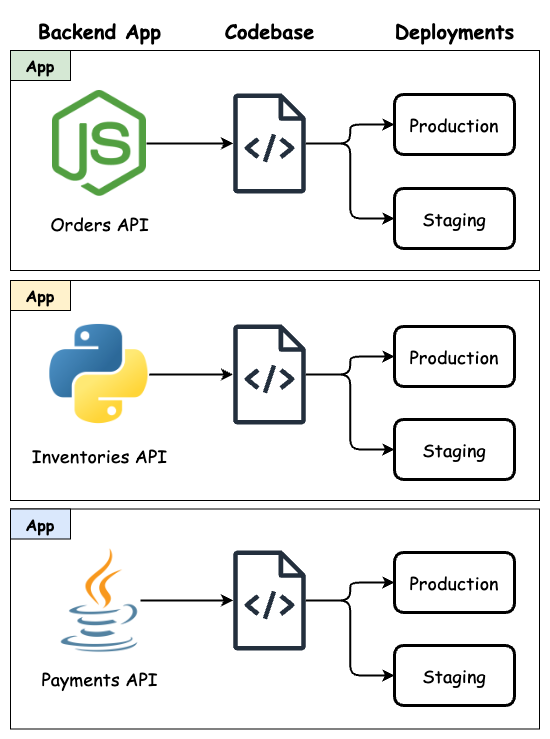 Backend App Codebase Deployments
App
JS
</>
Production
Orders API
Staging
App
</>
Production
Inventories API
Staging
App
</>
Production
Payments API
Staging